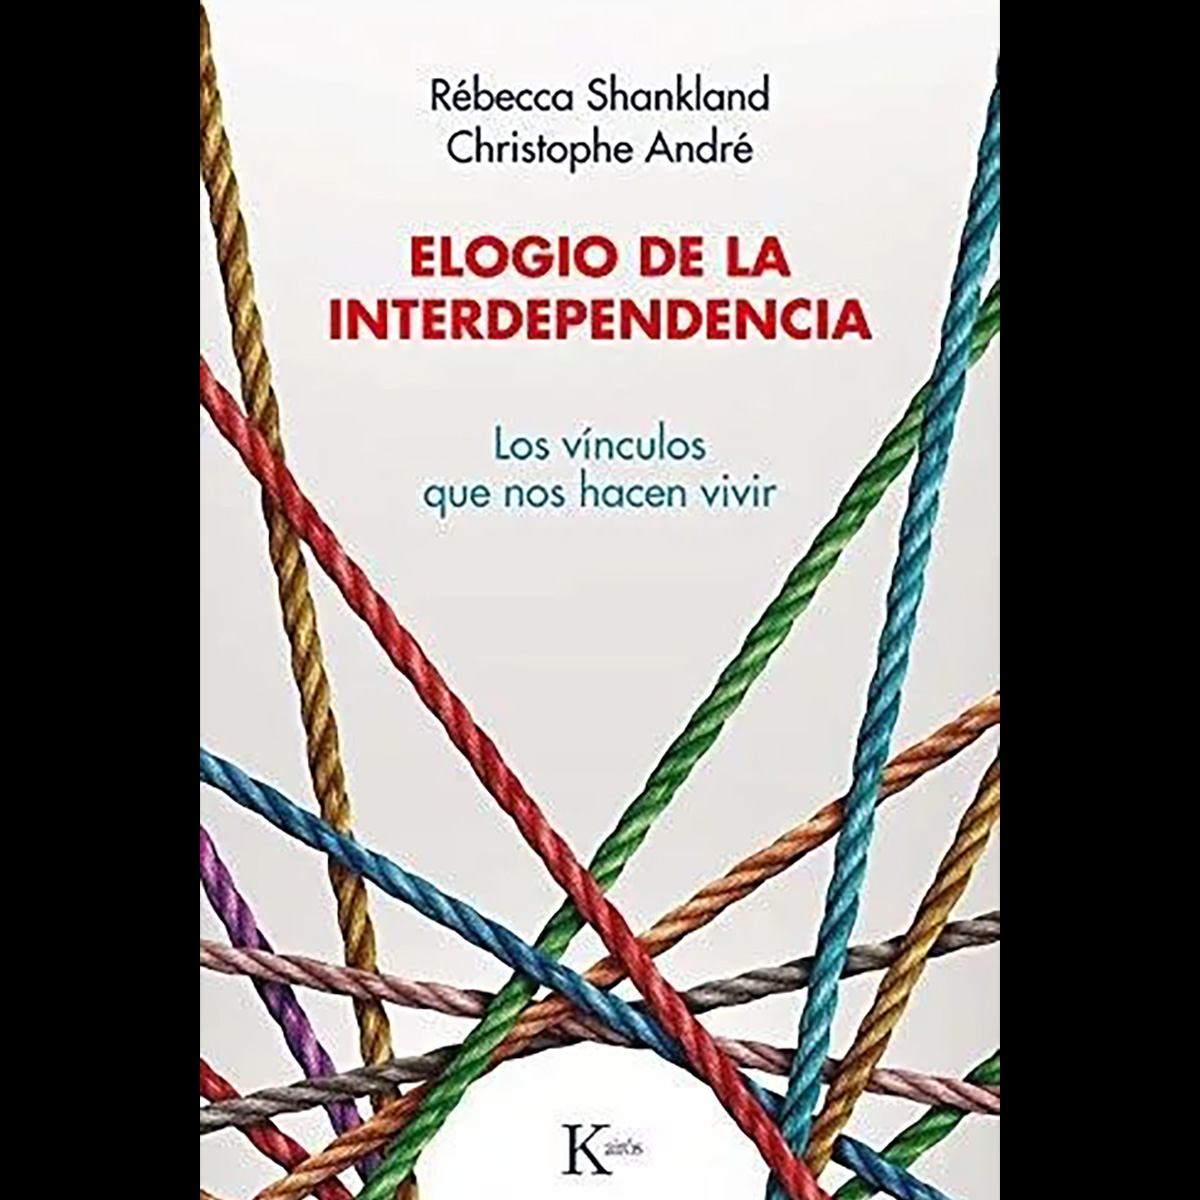 Rébecca Shankland
Christophe André
ELOGIO DE LA
INTERDEPENDENCIA
Los vínculos
que nos hacen vivir
Kairós